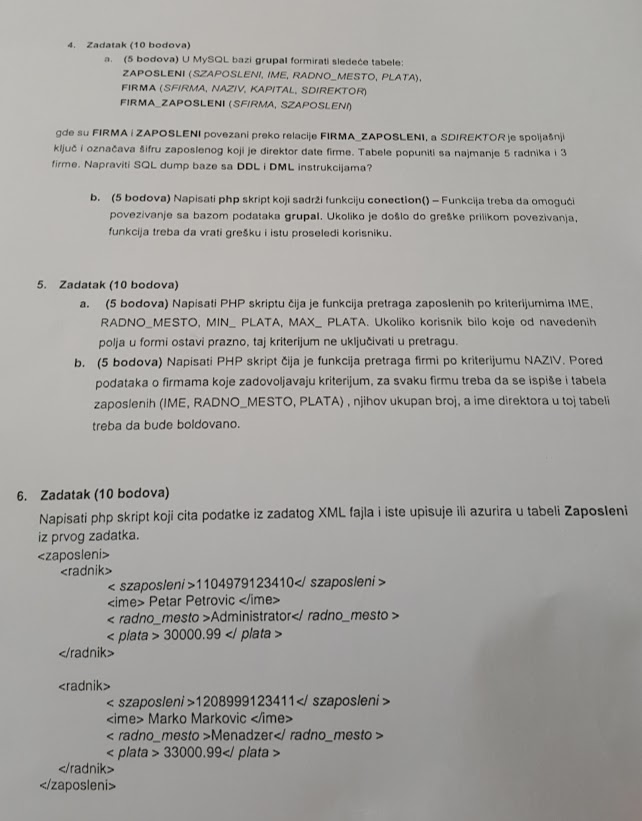 4. Zadatak (10 bodova)
a. (5 bodova) U MySQL bazi grupaI formirati sledeće tabele:
ZAPOSLENI (SZAPOSLENI, IME, RADNO_MESTO, PLATA),
FIRMA (SFIRMA, NAZIV, KAPITAL, SDIREKTOR)
FIRMA_ZAPOSLENI (SFIRMA, SZAPOSLENI)
gde su FIRMA i ZAPOSLENI povezani preko relacije FIRMA_ZAPOSLENI, a SDIREKTOR je spoljašnji
ključ i označava šifru zaposlenog koji je direktor date firme. Tabele popuniti sa najmanje 5 radnika i 3
firme. Napraviti SQL dump baze sa DDL i DML instrukcijama?
b. (5 bodova) Napisati php skript koji sadrži funkciju conection() – Funkcija treba da omogući
povezivanje sa bazom podataka grupaI. Ukoliko je došlo do greške prilikom povezivanja,
funkcija treba da vrati grešku i istu prosledi korisniku.
5. Zadatak (10 bodova)
a. (5 bodova) Napisati PHP skriptu čija je funkcija pretraga zaposlenih po kriterijumima IME,
RADNO_MESTO, MIN_ PLATA, MAX_ PLATA. Ukoliko korisnik bilo koje od navedenih
polja u formi ostavi prazno, taj kriterijum ne uključivati u pretragu.
b. (5 bodova) Napisati PHP skript čija je funkcija pretraga firmi po kriterijumu NAZIV. Pored
podataka o firmama koje zadovoljavaju kriterijum, za svaku firmu treba da se ispiše i tabela
zaposlenih (IME, RADNO_MESTO, PLATA) , njihov ukupan broj, a ime direktora u toj tabeli
treba da bude boldovano.
6. Zadatak (10 bodova)
Napisati php skript koji cita podatke iz zadatog XML fajla i iste upisuje ili azurira u tabeli Zaposleni
iz prvog zadatka.
<zaposleni>
<radnik>
< szaposleni >1104979123410</ szaposleni >
<ime> Petar Petrovic </ime>
< radno_mesto >Administrator</ radno_mesto >
< plata > 30000.99 </ plata >
</radnik>
<radnik>
< szaposleni >1208999123411</ szaposleni >
<ime> Marko Markovic </ime>
< radno_mesto >Menadzer</ radno_mesto >
< plata > 33000.99</ plata >
</radnik>
</zaposleni>